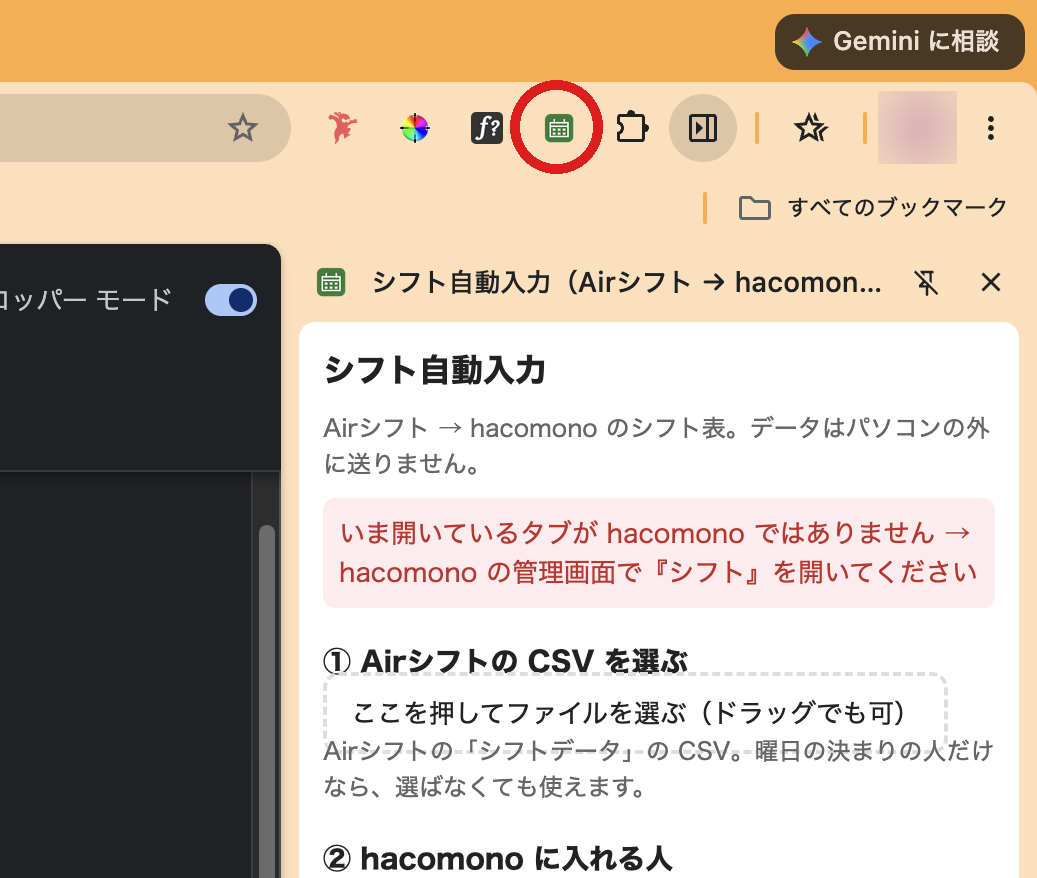 Gemini に相談
f?
すべてのブックマーク
ロッパー モード
シフト自動入力（Airシフト → hacomon...
シフト自動入力
Airシフト → hacomono のシフト表。データはパソコンの外
に送りません。
いま開いているタブが hacomono ではありません →
hacomono の管理画面で『シフト』を開いてください
① Airシフトの CSV を選ぶ
ここを押してファイルを選ぶ（ドラッグでも可）
Airシフトの「シフトデータ」の CSV。曜日の決まりの人だけ
なら、選ばなくても使えます。
② hacomono に入れる人